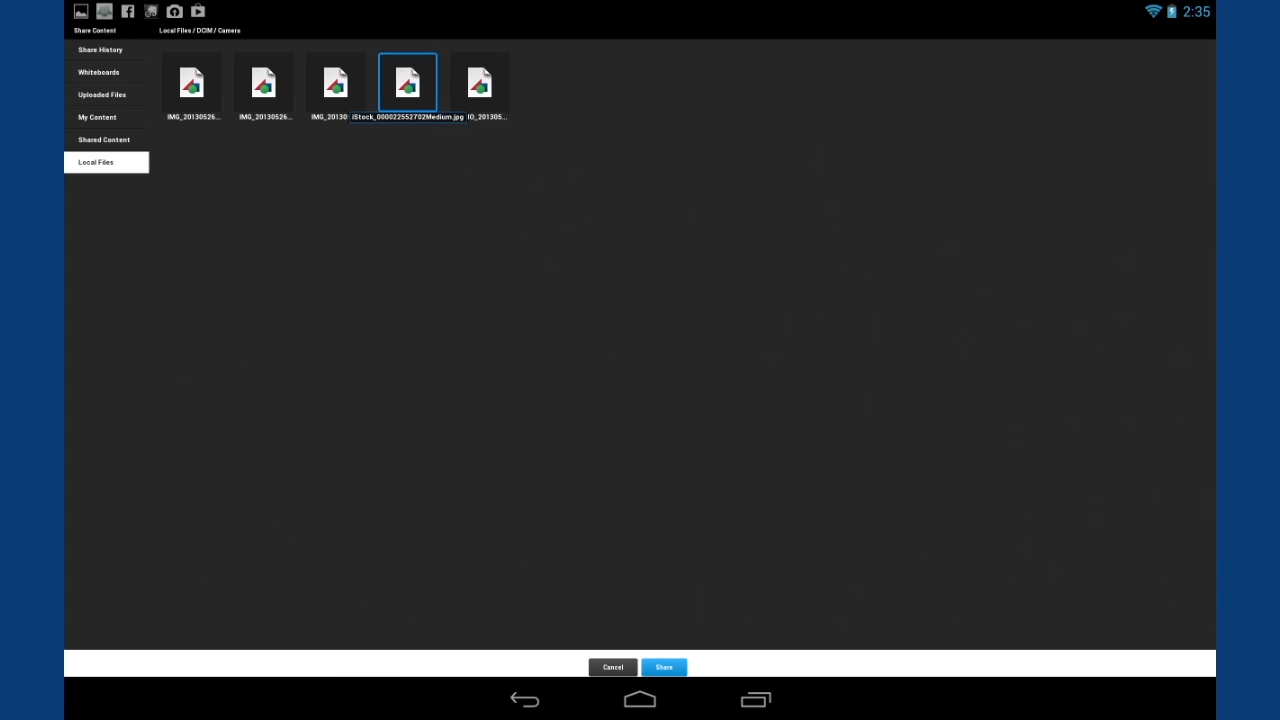 2:35
Share Content
Local Files / DCIM / Camera
Share History
Whiteboards
Uploaded Files
My Content
Shared Content
Local Files
IMG_20130526...
IMG_20130526...
IMG_20130
iStock_000022552702Medium.jpg
IO_201305...
Cancel
Share